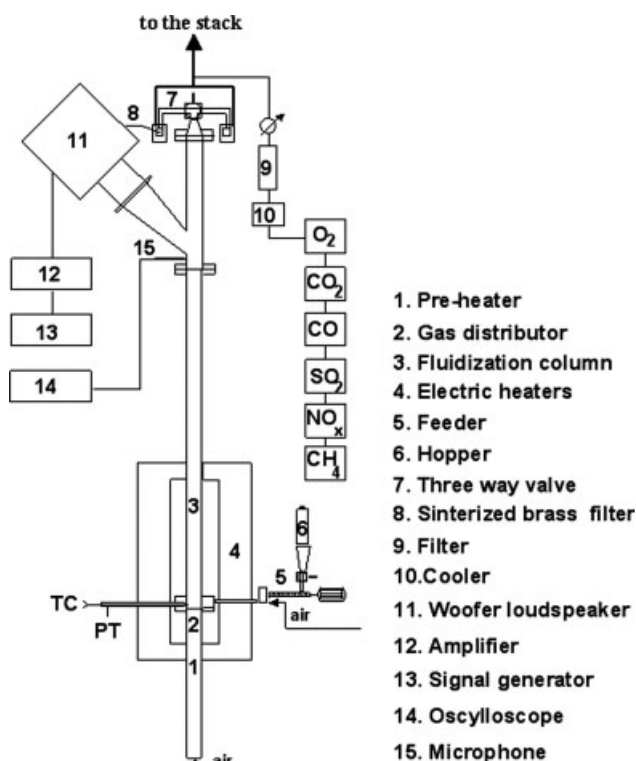 to the stack
7
8
11
9
10
O2
15
12
CO2
13
CO
14
SO2
NOx
CH4
3
6
4
5
TC
air
PT
2
1
air
1. Pre-heater
2. Gas distributor
3. Fluidization column
4. Electric heaters
5. Feeder
6. Hopper
7. Three way valve
8. Sinterized brass filter
9. Filter
10.Cooler
11. Woofer loudspeaker
12. Amplifier
13. Signal generator
14. Oscylloscope
15. Microphone